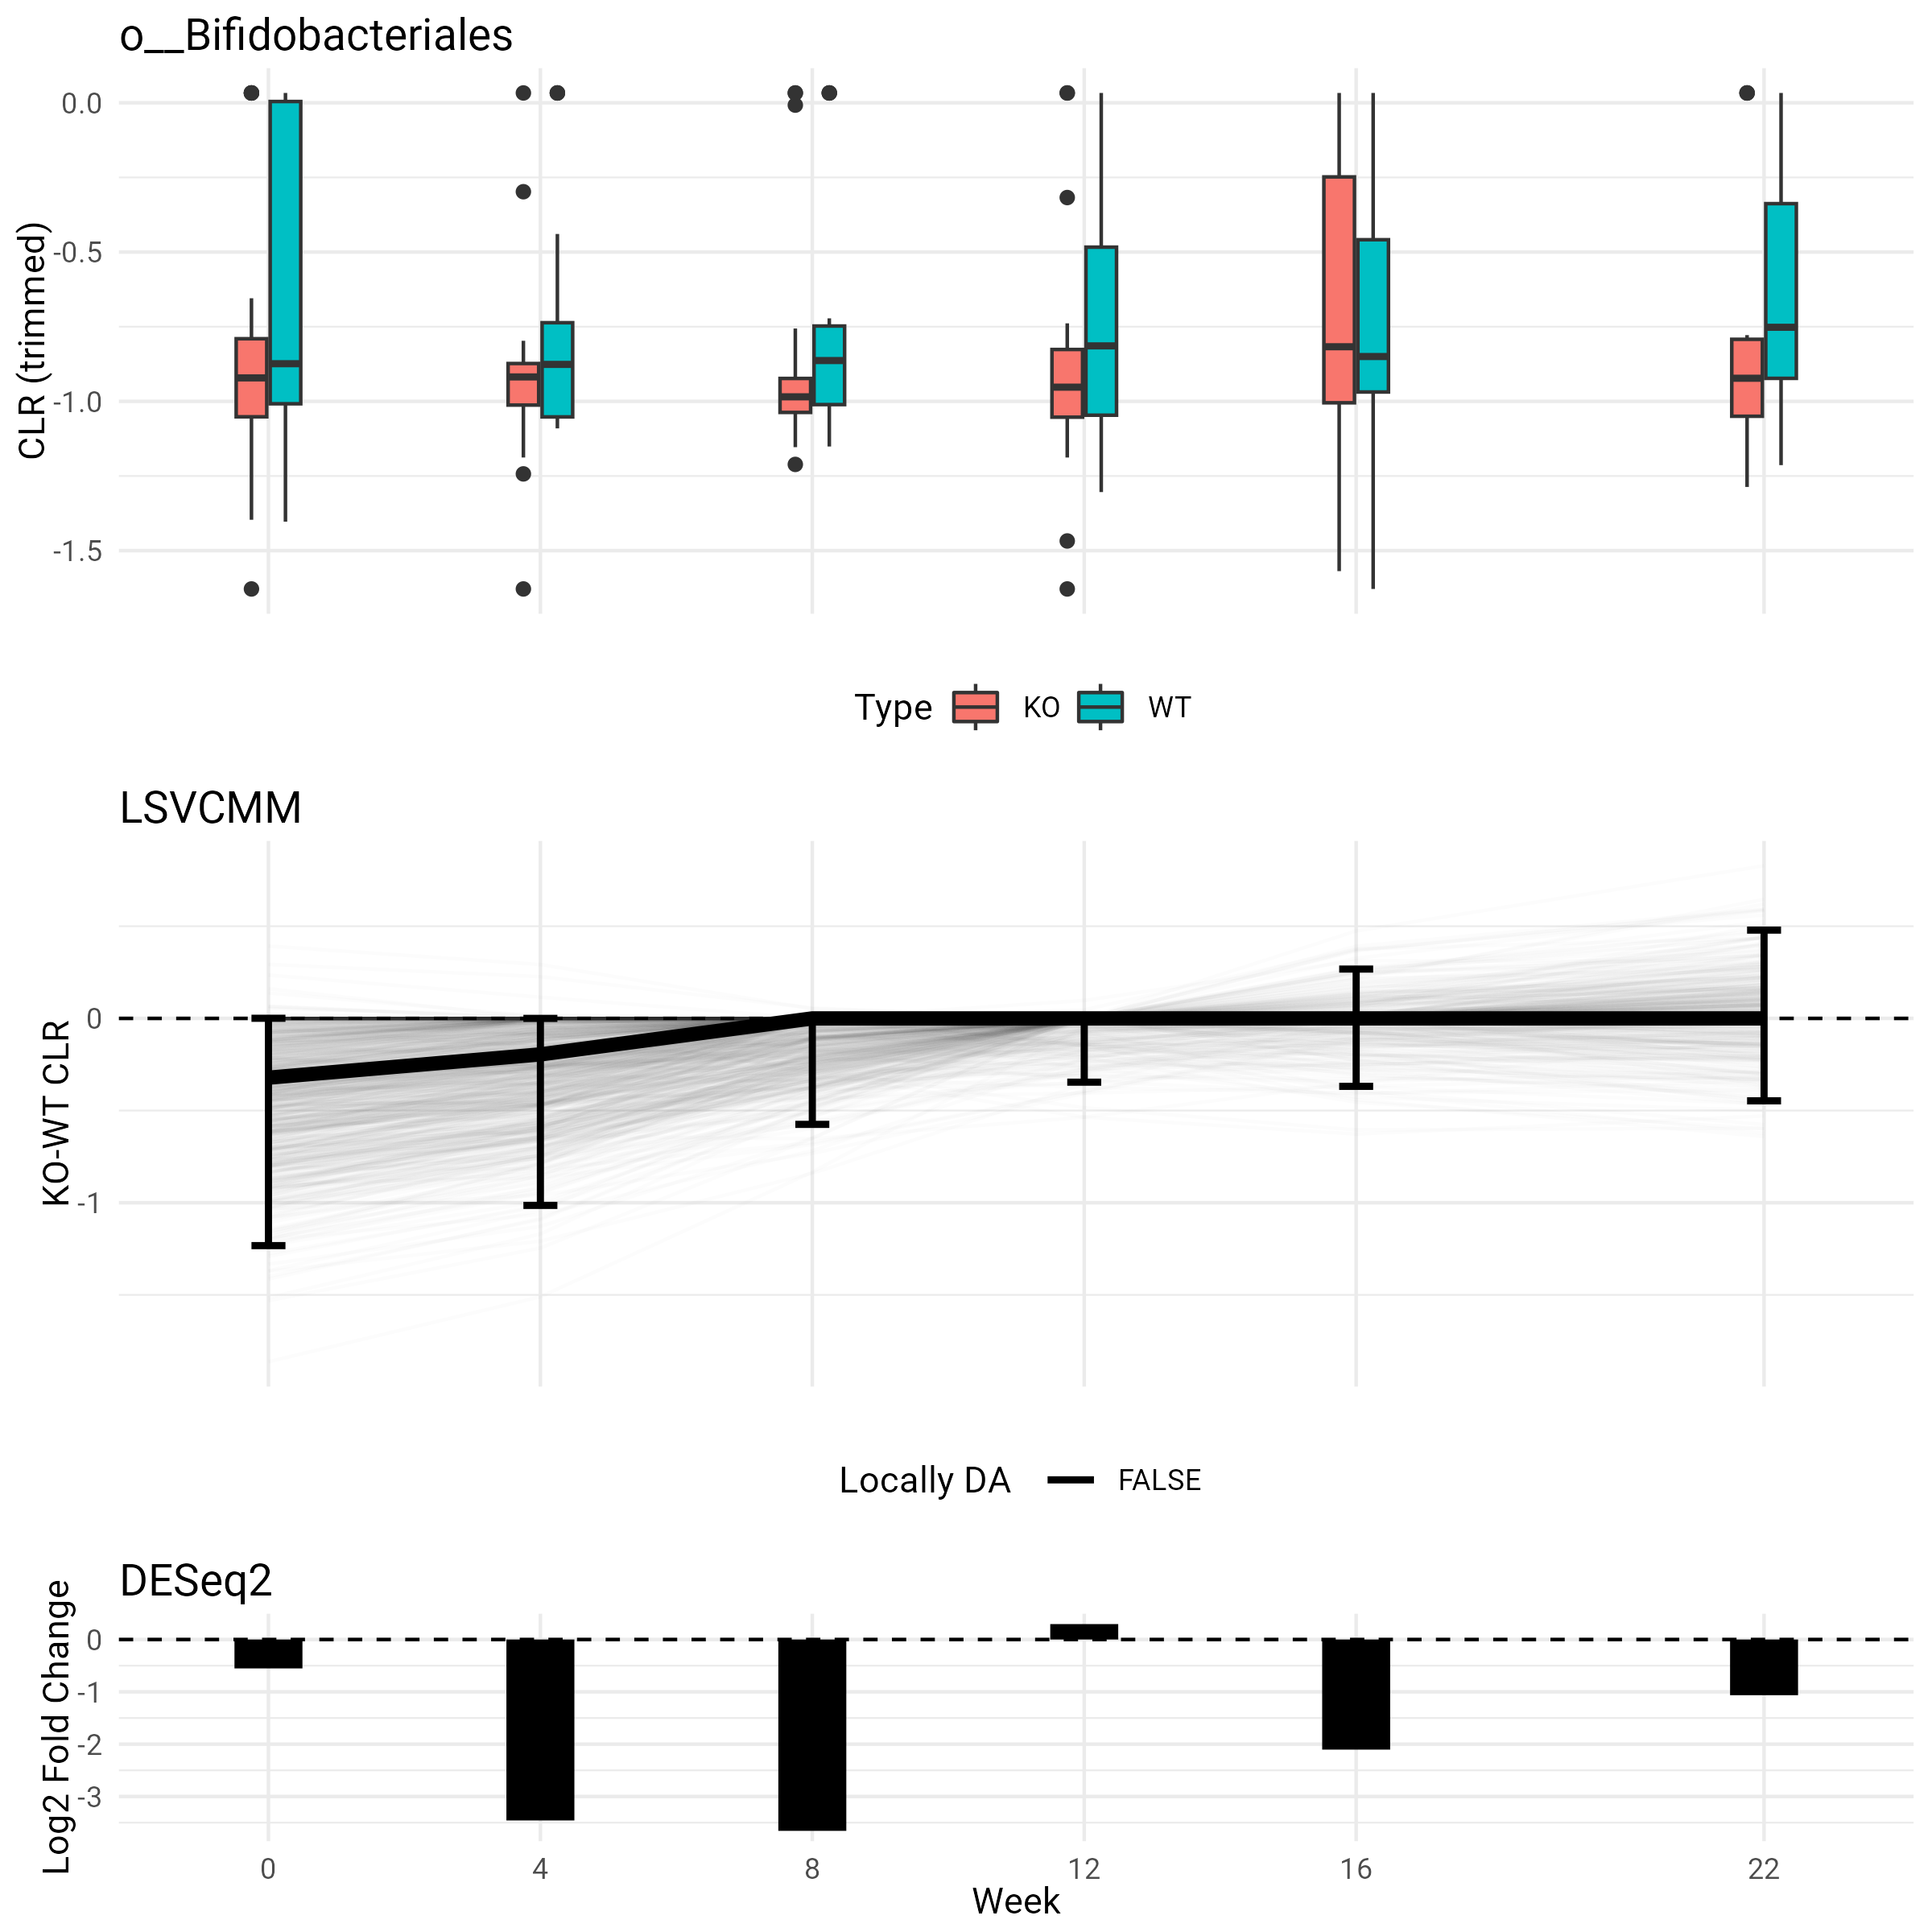 o__Bifidobacteriales
CLR (trimmed)
0.0
-0.5
-1.0
-1.5
Type KO WT
LSVCMM
KO-WT CLR
0
-1
Locally DA FALSE
DESeq2
Log2 Fold Change
0
-1
-2
-3
0 4 8 12 16 22
Week